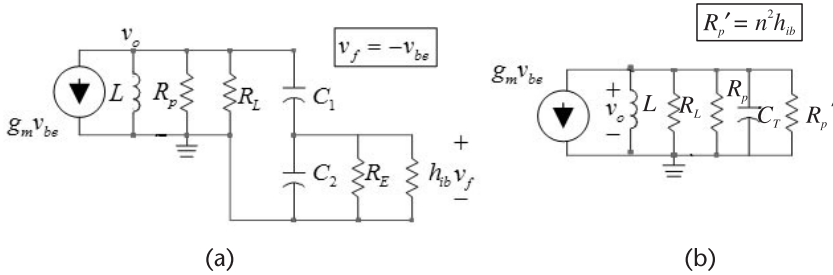 v_o
v_f = −v_be
L
R_p
R_L
C_1
g_m v_be
C_2
R_E
h_ib v_f
+
−
(a)
R_p′ = n²h_ib
g_m v_be
+
v_o
−
L
R_L
R_p
C_T
R_p′
(b)